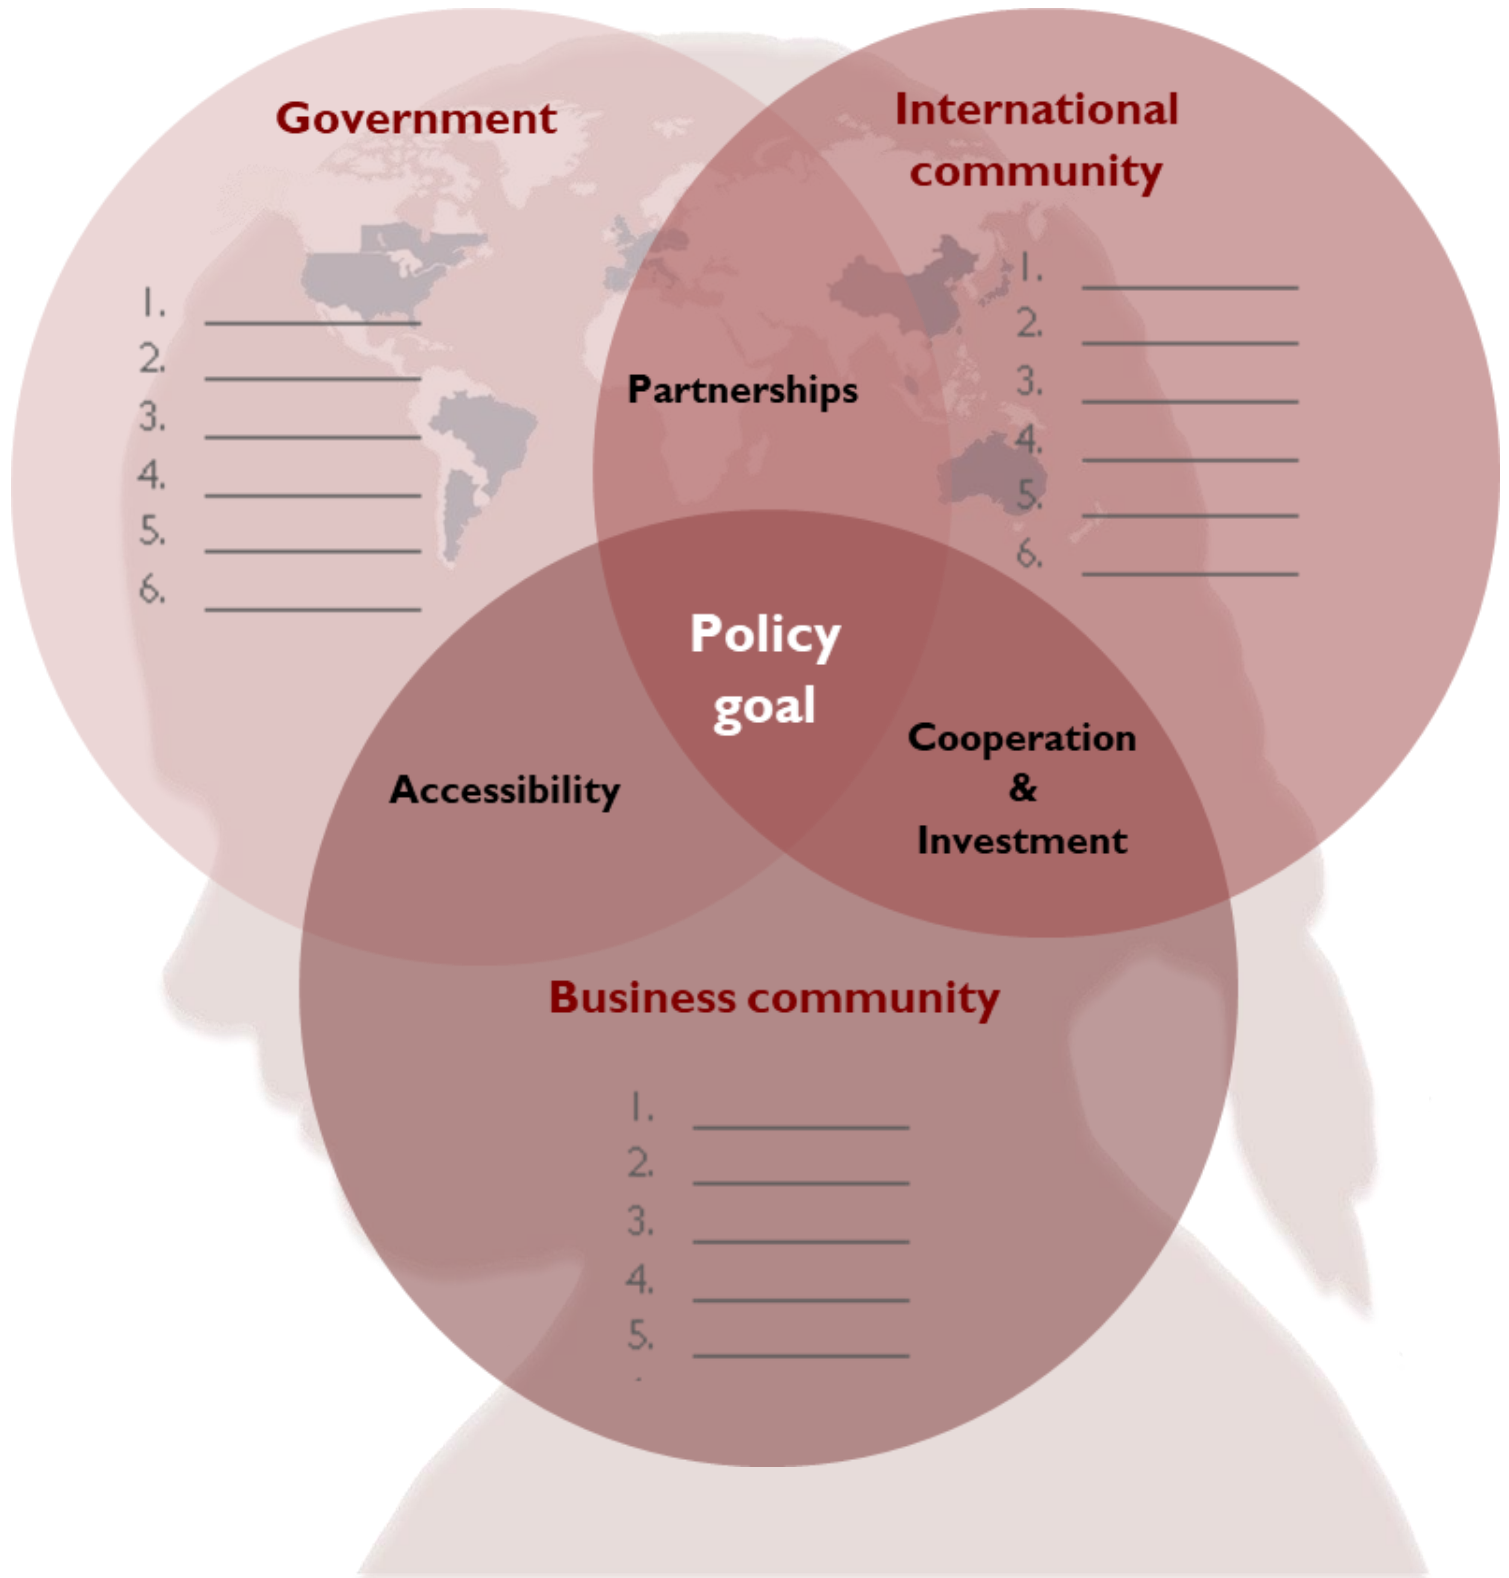 Government
1.
2.
3.
4.
5.
6.
International
community
1.
2.
3.
4.
5.
6.
Partnerships
Policy
goal
Accessibility
Cooperation
&
Investment
Business community
1.
2.
3.
4.
5.